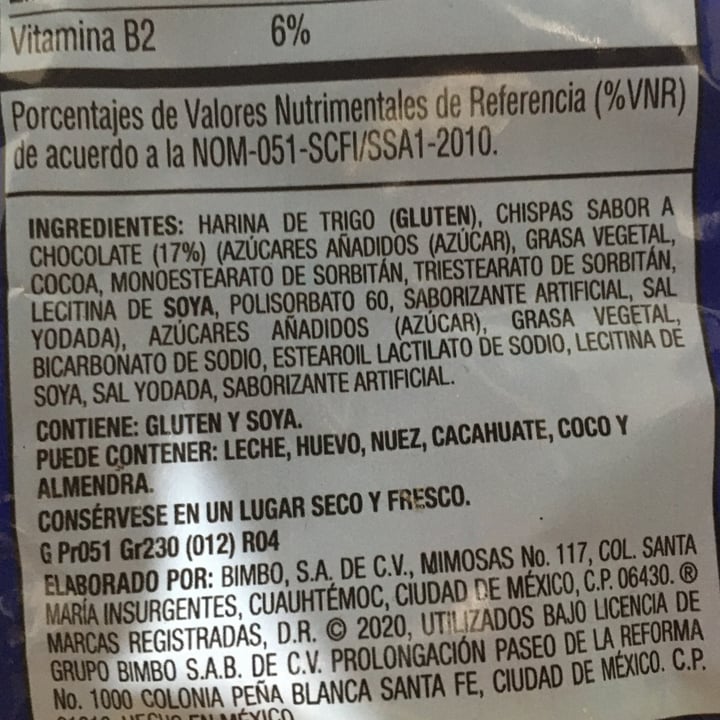 Vitamina B2 6%
Porcentajes de Valores Nutrimentales de Referencia (%VNR)
de acuerdo a la NOM-051-SCFI/SSA1-2010.
INGREDIENTES: HARINA DE TRIGO (GLUTEN), CHISPAS SABOR A
CHOCOLATE (17%) (AZÚCARES AÑADIDOS (AZÚCAR), GRASA VEGETAL,
COCOA, MONOESTEARATO DE SORBITÁN, TRIESTEARATO DE SORBITÁN,
LECITINA DE SOYA, POLISORBATO 60, SABORIZANTE ARTIFICIAL, SAL
YODADA), AZÚCARES AÑADIDOS (AZÚCAR), GRASA VEGETAL,
BICARBONATO DE SODIO, ESTEAROIL LACTILATO DE SODIO, LECITINA DE
SOYA, SAL YODADA, SABORIZANTE ARTIFICIAL.
CONTIENE: GLUTEN Y SOYA.
PUEDE CONTENER: LECHE, HUEVO, NUEZ, CACAHUATE, COCO Y
ALMENDRA.
CONSÉRVESE EN UN LUGAR SECO Y FRESCO.
G Pr051 Gr230 (012) R04
ELABORADO POR: BIMBO, S.A. DE C.V., MIMOSAS No. 117, COL. SANTA
MARÍA INSURGENTES, CUAUHTÉMOC, CIUDAD DE MÉXICO, C.P. 06430. ®
MARCAS REGISTRADAS, D.R. © 2020, UTILIZADOS BAJO LICENCIA DE
GRUPO BIMBO S.A.B. DE C.V. PROLONGACIÓN PASEO DE LA REFORMA
No. 1000 COLONIA PEÑA BLANCA SANTA FE, CIUDAD DE MÉXICO. C.P.
HECHO EN MÉXICO